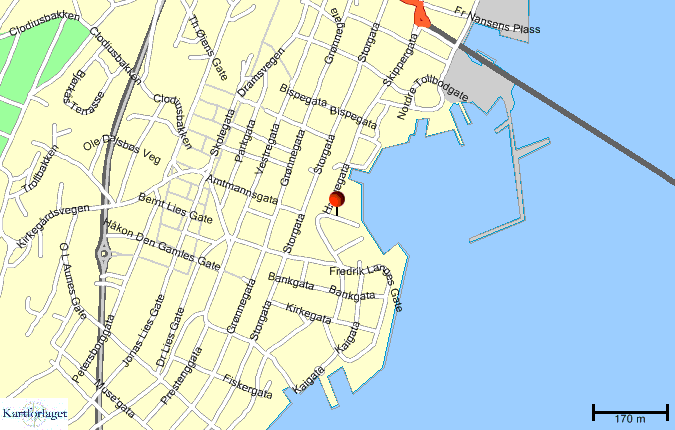 Clodiusbakken
Th Øiens Gate
Grønnegata
Fr Nansens Plass
Clodiusbakken
Dramsvegen
Storgata
Skippergata
Bjørkås
Terrasse
Clodiusbakken
Bispegata
Bispegata
Nordre Tollbodgate
Skolegata
Parkgata
Vestregata
Grønnegata
Storgata
Ole Dalsbøs Veg
Trollbakken
Amtmannsgata
Kirkegårdsvegen
Bernt Lies Gate
Håkon Den Gamles Gate
Storgata
O L Aunes Gate
Fredrik Langes Gate
Bankgata
Bankgata
Grønnegata
Storgata
Kirkegata
Petersborggata
Jonas Lies Gate
Dr Lies Gate
Prestenggata
Kaigata
Muségata
Fiskergata
Kaigata
Kartforlaget
170 m